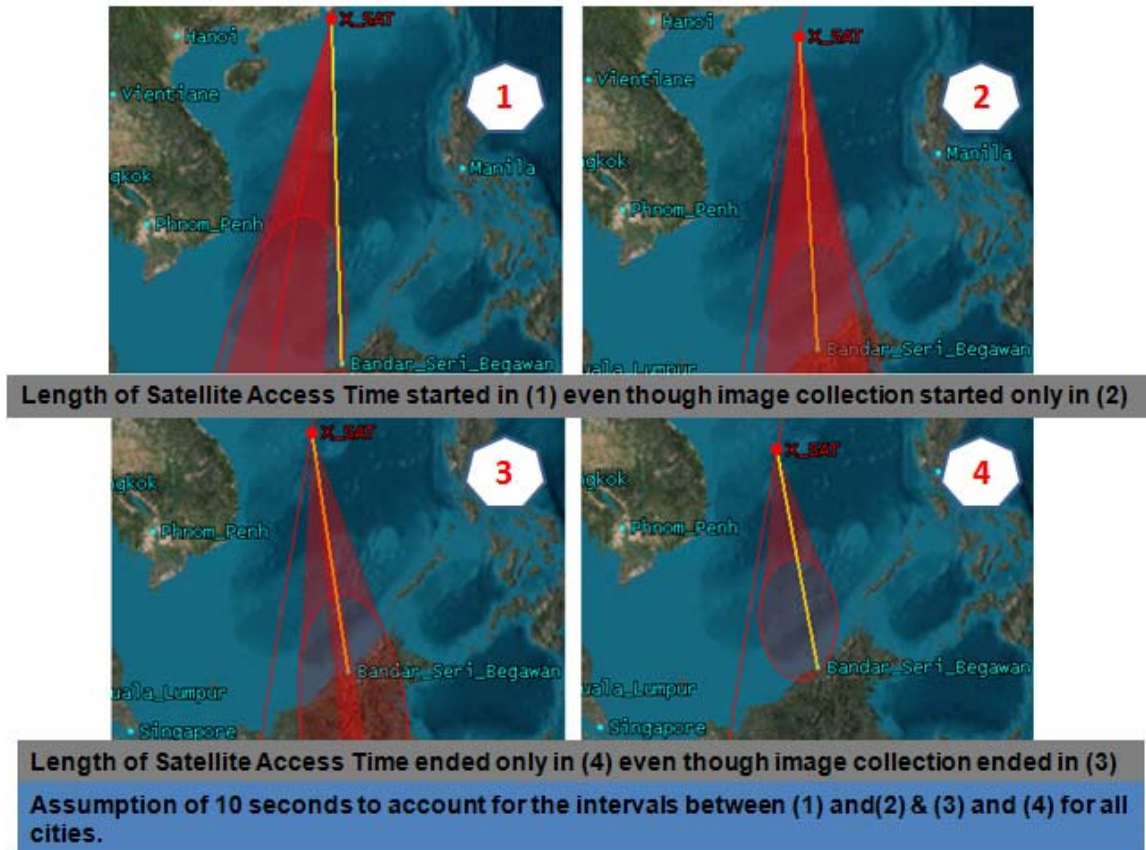 X_SAT
Hanoi
1
Vientiane
Manila
ngkok
Phnom_Penh
Bandar_Seri_Begawan
X_SAT
Hanoi
2
Vientiane
Manila
ngkok
Phnom_Penh
Bandar_Seri_Begawan
uala_Lumpur
Length of Satellite Access Time started in (1) even though image collection started only in (2)
X_SAT
3
ngkok
Phnom_Penh
Bandar_Seri_Begawan
uala_Lumpur
Singapore
X_SAT
4
ngkok
Phnom_Penh
Bandar_Seri_Begawan
uala_Lumpur
Singapore
Length of Satellite Access Time ended only in (4) even though image collection ended in (3)
Assumption of 10 seconds to account for the intervals between (1) and(2) & (3) and (4) for all
cities.